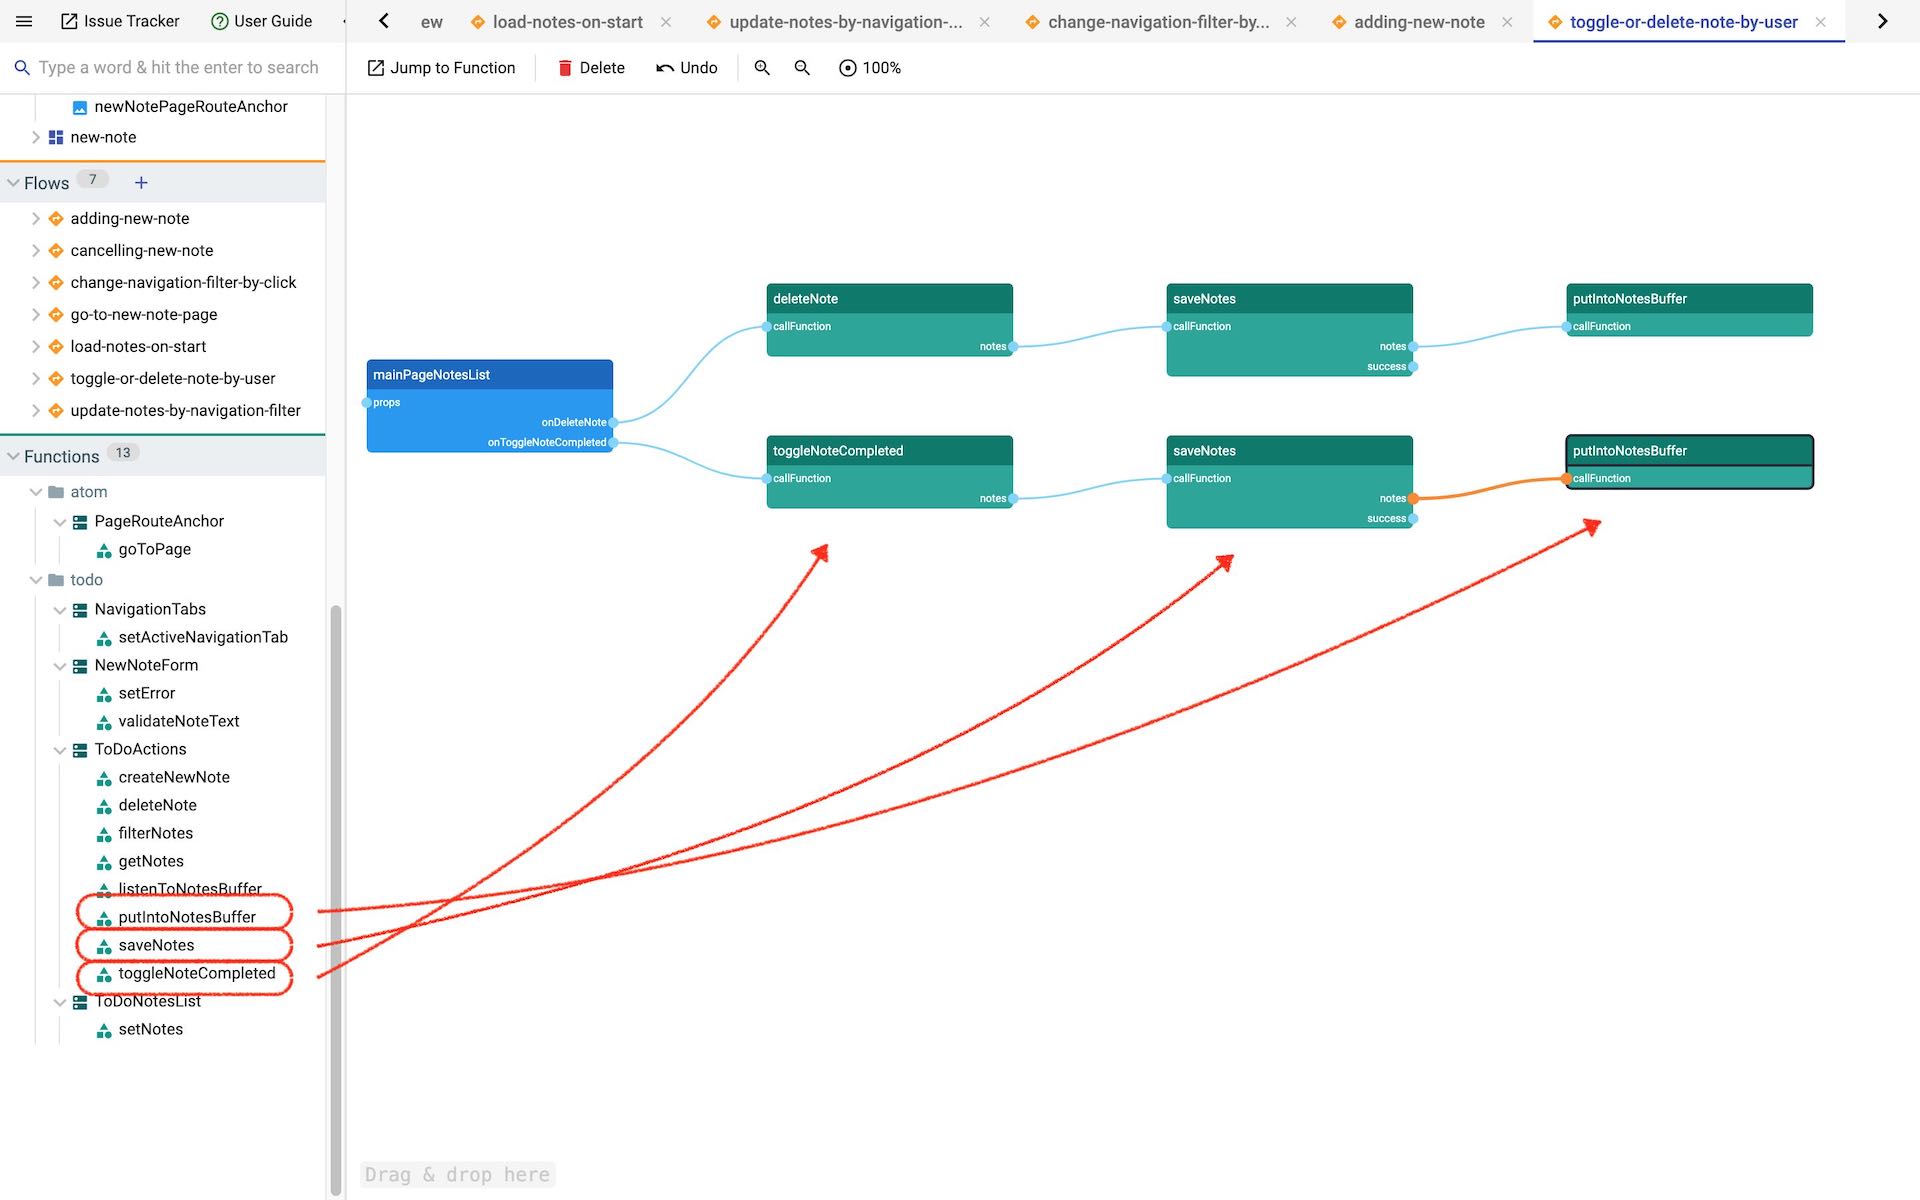 Issue Tracker
User Guide
ew
load-notes-on-start
update-notes-by-navigation-...
change-navigation-filter-by...
adding-new-note
toggle-or-delete-note-by-user
Type a word & hit the enter to search
Jump to Function
Delete
Undo
100%
newNotePageRouteAnchor
new-note
Flows 7 +
adding-new-note
cancelling-new-note
change-navigation-filter-by-click
go-to-new-note-page
load-notes-on-start
toggle-or-delete-note-by-user
update-notes-by-navigation-filter
Functions 13
atom
PageRouteAnchor
goToPage
todo
NavigationTabs
setActiveNavigationTab
NewNoteForm
setError
validateNoteText
ToDoActions
createNewNote
deleteNote
filterNotes
getNotes
listenToNotesBuffer
putIntoNotesBuffer
saveNotes
toggleNoteCompleted
ToDoNotesList
setNotes
mainPageNotesList
props
onDeleteNote
onToggleNoteCompleted
deleteNote
callFunction
notes
saveNotes
callFunction
notes
success
putIntoNotesBuffer
callFunction
toggleNoteCompleted
callFunction
notes
saveNotes
callFunction
notes
success
putIntoNotesBuffer
callFunction
Drag & drop here